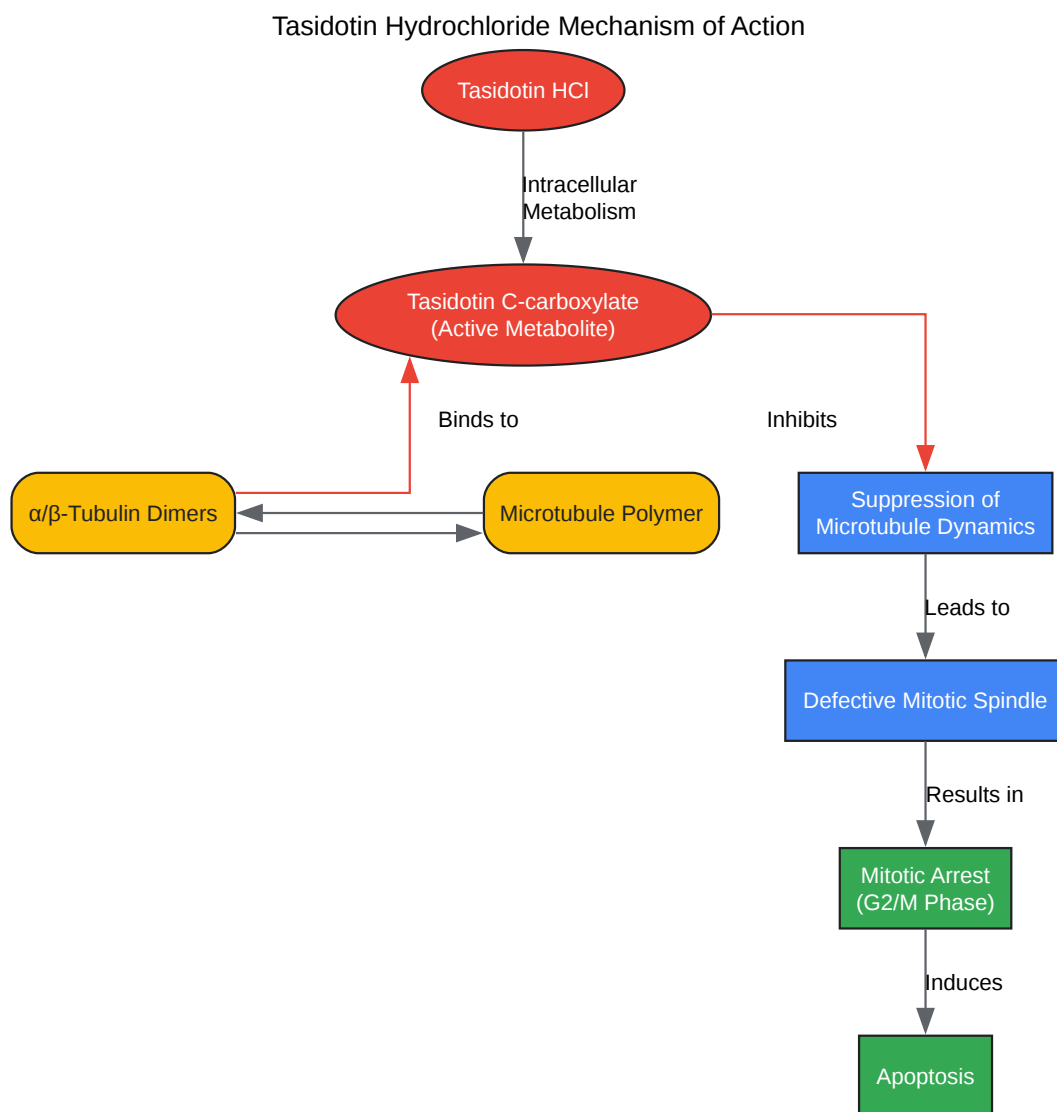 Tasidotin Hydrochloride Mechanism of Action
Tasidotin HCl
Intracellular
Metabolism
Tasidotin C-carboxylate
(Active Metabolite)
Binds to
Inhibits
α/β-Tubulin Dimers
Microtubule Polymer
Suppression of
Microtubule Dynamics
Leads to
Defective Mitotic Spindle
Results in
Mitotic Arrest
(G2/M Phase)
Induces
Apoptosis